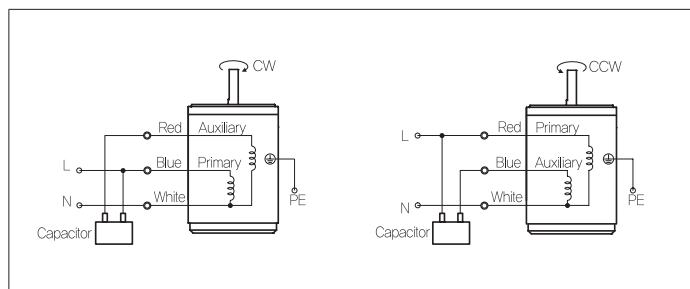 CW
Red Auxiliary
L
Blue Primary
N
White
PE
Capacitor
CCW
Red Primary
L
Blue Auxiliary
N
White
PE
Capacitor